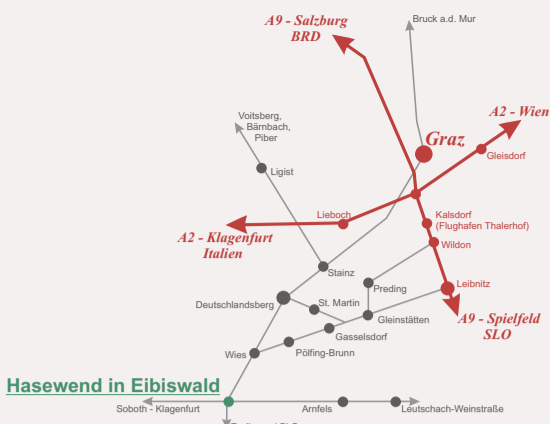 A9 - Salzburg
BRD
Bruck a.d. Mur
A2 - Wien
Voitsberg,
Bärnbach,
Piber
Graz
Gleisdorf
Ligist
Lieboch
Kalsdorf
(Flughafen Thalerhof)
A2 - Klagenfurt
Italien
Wildon
Stainz
Preding
Leibnitz
Deutschlandsberg
St. Martin
Gleinstätten
A9 - Spielfeld
SLO
Gasselsdorf
Wies
Pölfing-Brunn
Hasewend in Eibiswald
Soboth - Klagenfurt
Arnfels
Leutschach-Weinstraße